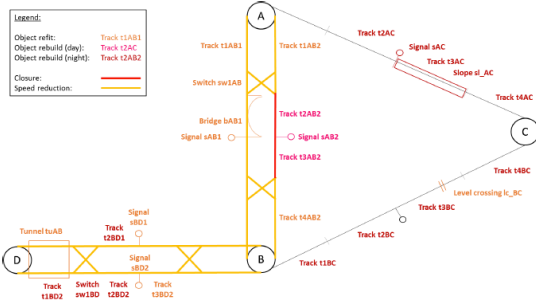 Legend:
Object refit: Track t1AB1
Object rebuild (day): Track t2AC
Object rebuild (night): Track t2AB2
Closure:
Speed reduction:
A
Track t2AC
Signal sAC
Track t3AC
Slope sl_AC
Track t4AC
Track t1AB1
Track t1AB2
Switch sw1AB
Bridge bAB1
Track t2AB2
Signal sAB1
Signal sAB2
Track t3AB2
C
Track t4BC
Level crossing lc_BC
Track t3BC
Track t2BC
Track t1BC
Track t4AB2
Signal
sBD1
Track
t2BD1
Tunnel tuAB
D
Signal
sBD2
B
Track
t1BD2
Switch
sw1BD
Track
t2BD2
Track
t3BD2